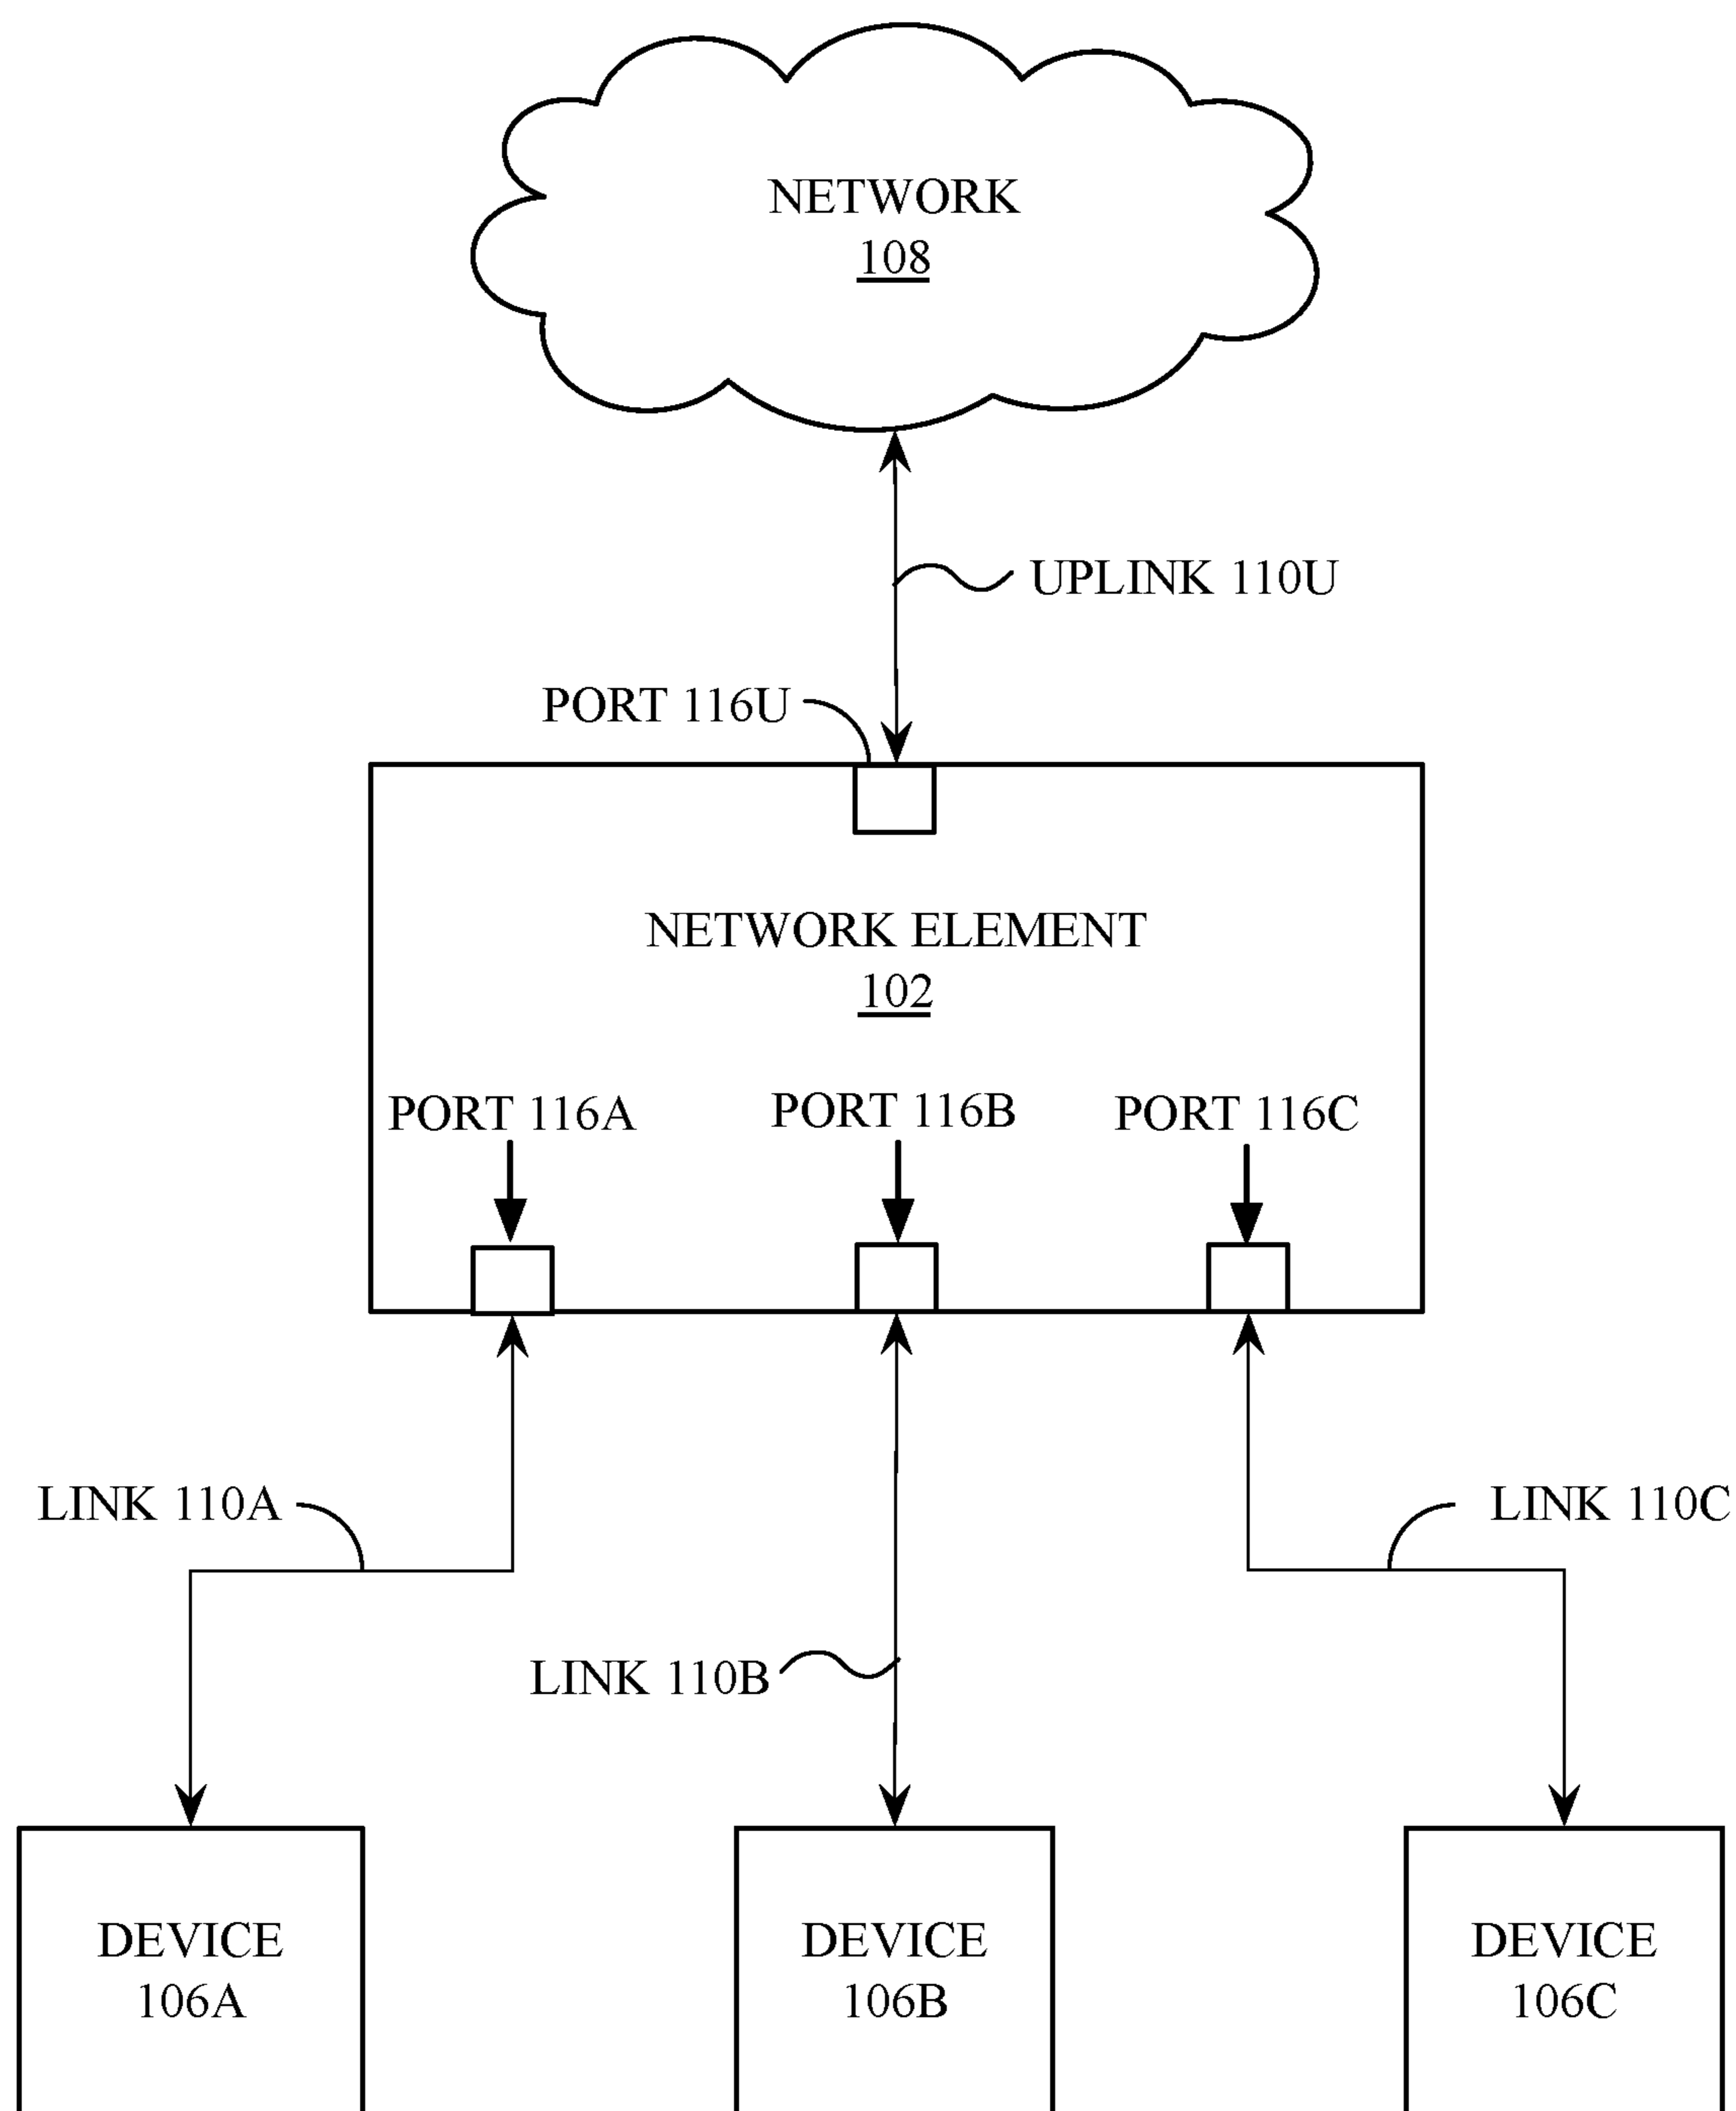 NETWORK
108
UPLINK 110U
PORT 116U
NETWORK ELEMENT
102
PORT 116A
PORT 116B
PORT 116C
LINK 110A
LINK 110C
LINK 110B
DEVICE
106A
DEVICE
106B
DEVICE
106C